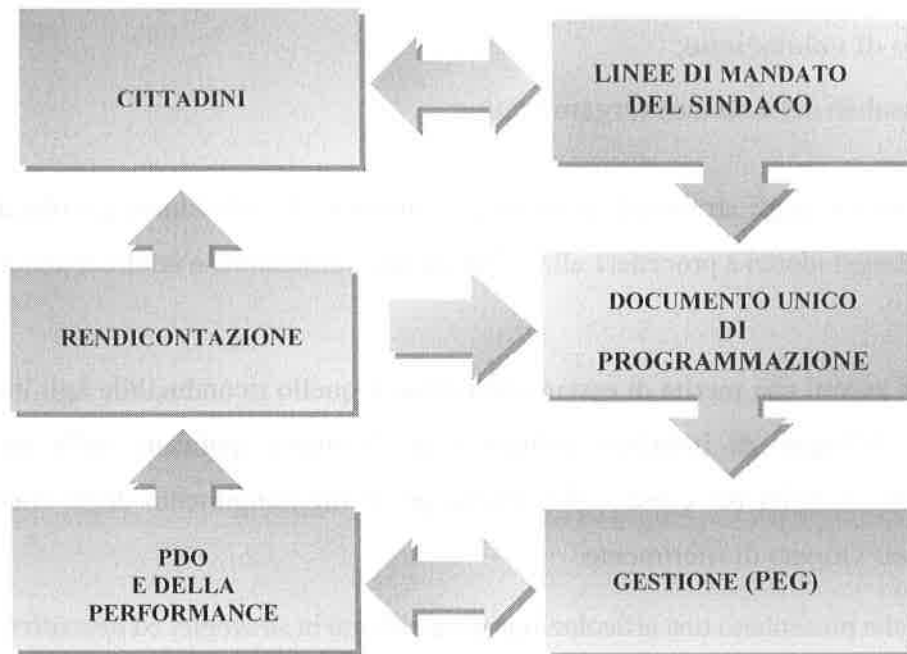 CITTADINI
LINEE DI MANDATO
DEL SINDACO
RENDICONTAZIONE
DOCUMENTO UNICO
DI
PROGRAMMAZIONE
PDO
E DELLA
PERFORMANCE
GESTIONE (PEG)